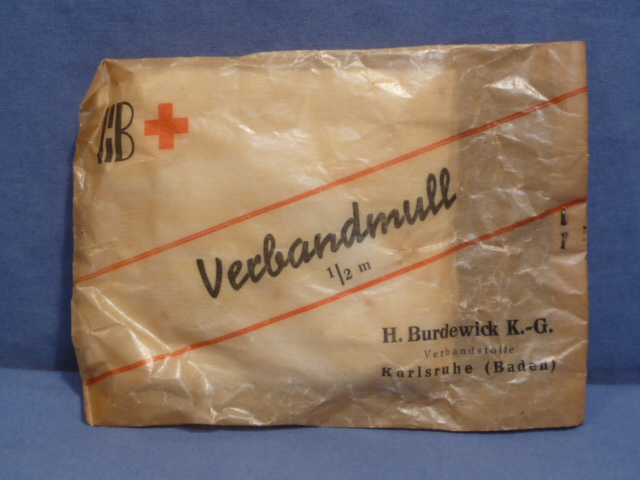 HB
Verbandmull
1/2 m
H. Burdewick K.-G.
Verbandstoffe
Karlsruhe (Baden)